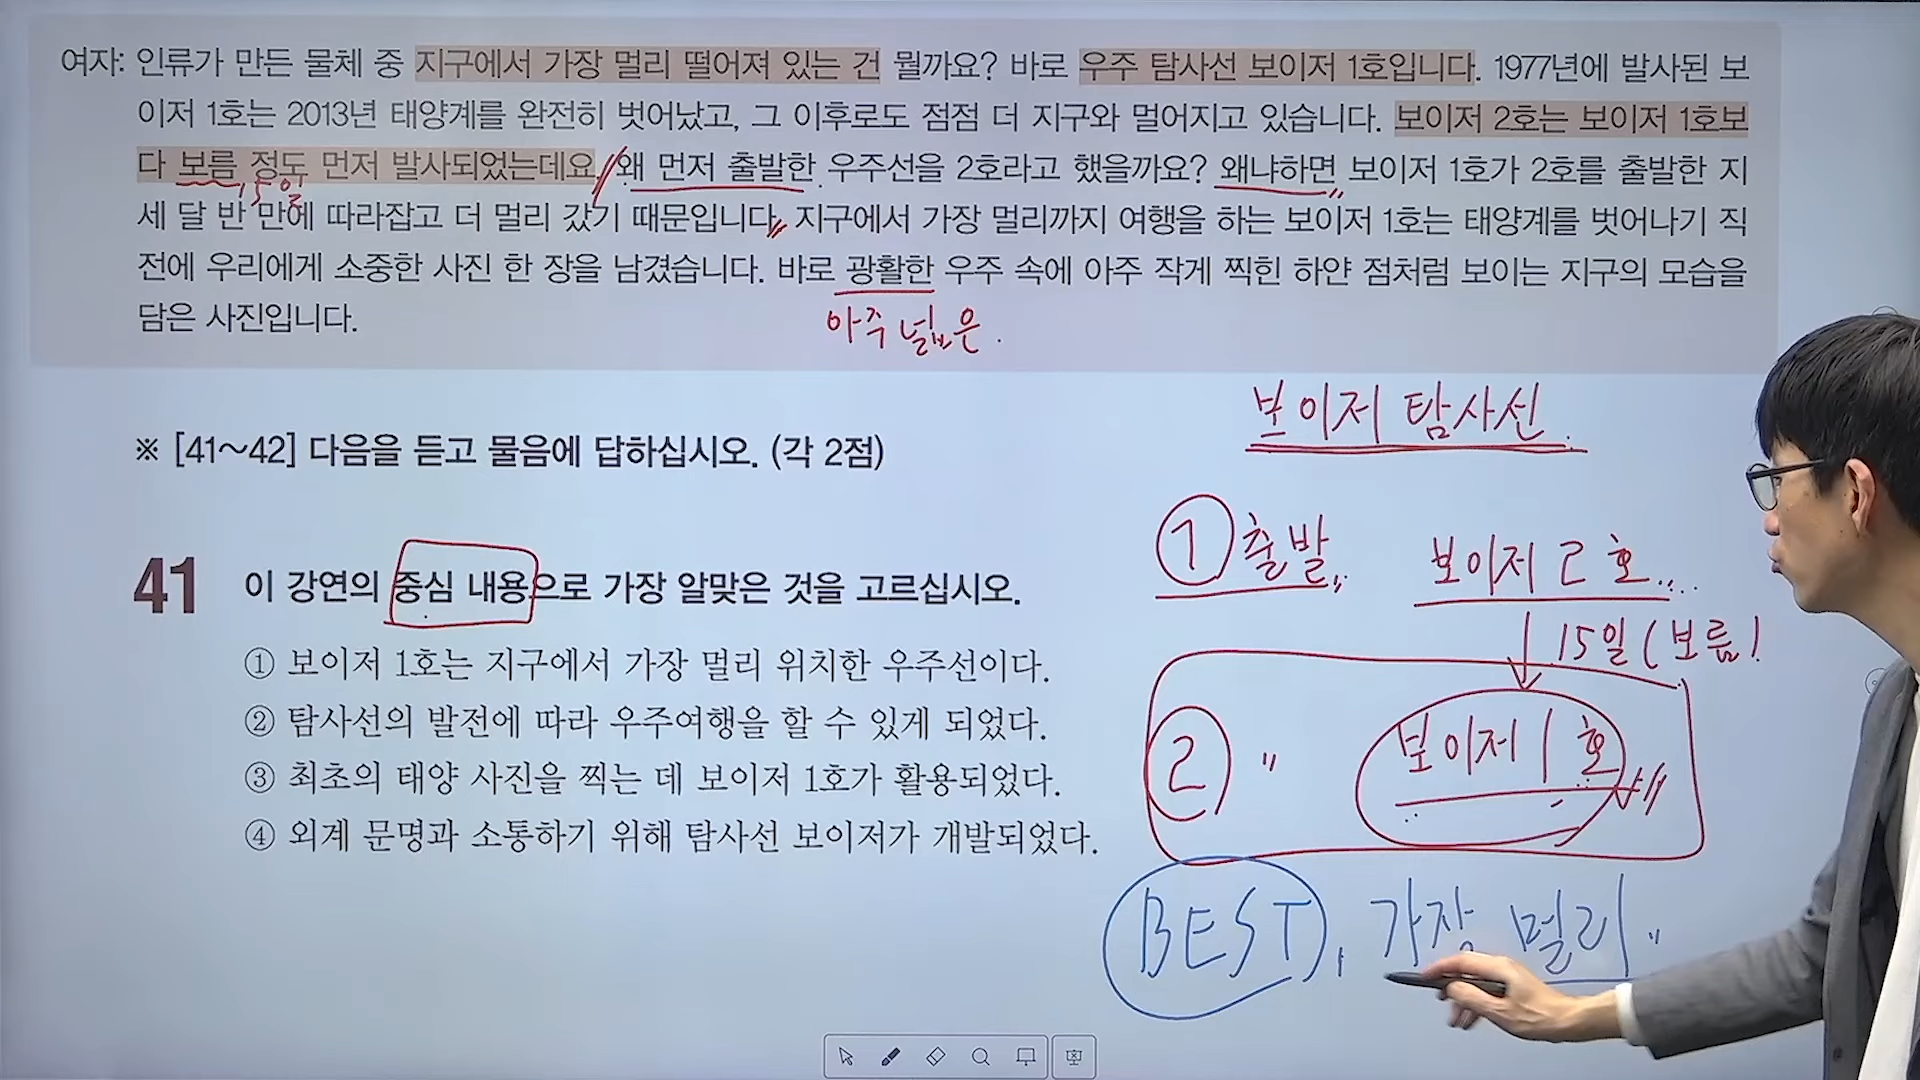 여자: 인류가 만든 물체 중 지구에서 가장 멀리 떨어져 있는 건 뭘까요? 바로 우주 탐사선 보이저 1호입니다. 1977년에 발사된 보
이저 1호는 2013년 태양계를 완전히 벗어났고, 그 이후로도 점점 더 지구와 멀어지고 있습니다. 보이저 2호는 보이저 1호보
다 보름 정도 먼저 발사되었는데요. 왜 먼저 출발한 우주선을 2호라고 했을까요? 왜냐하면 보이저 1호가 2호를 출발한 지
15일
세 달 반 만에 따라잡고 더 멀리 갔기 때문입니다. 지구에서 가장 멀리까지 여행을 하는 보이저 1호는 태양계를 벗어나기 직
전에 우리에게 소중한 사진 한 장을 남겼습니다. 바로 광활한 우주 속에 아주 작게 찍힌 하얀 점처럼 보이는 지구의 모습을
담은 사진입니다.
아주 넓은.
※ [41~42] 다음을 듣고 물음에 답하십시오. (각 2점)
41 이 강연의 중심 내용으로 가장 알맞은 것을 고르십시오.
① 보이저 1호는 지구에서 가장 멀리 위치한 우주선이다.
② 탐사선의 발전에 따라 우주여행을 할 수 있게 되었다.
③ 최초의 태양 사진을 찍는 데 보이저 1호가 활용되었다.
④ 외계 문명과 소통하기 위해 탐사선 보이저가 개발되었다.
보이저 탐사선
① 출발 보이저 2호
↓ 15일 (보름)
② " 보이저 1호
BEST, 가장 멀리